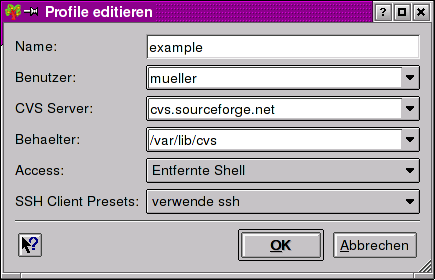 Profile editieren
Name: example
Benutzer: mueller
CVS Server: cvs.sourceforge.net
Behaelter: /var/lib/cvs
Access: Entfernte Shell
SSH Client Presets: verwende ssh
OK Abbrechen